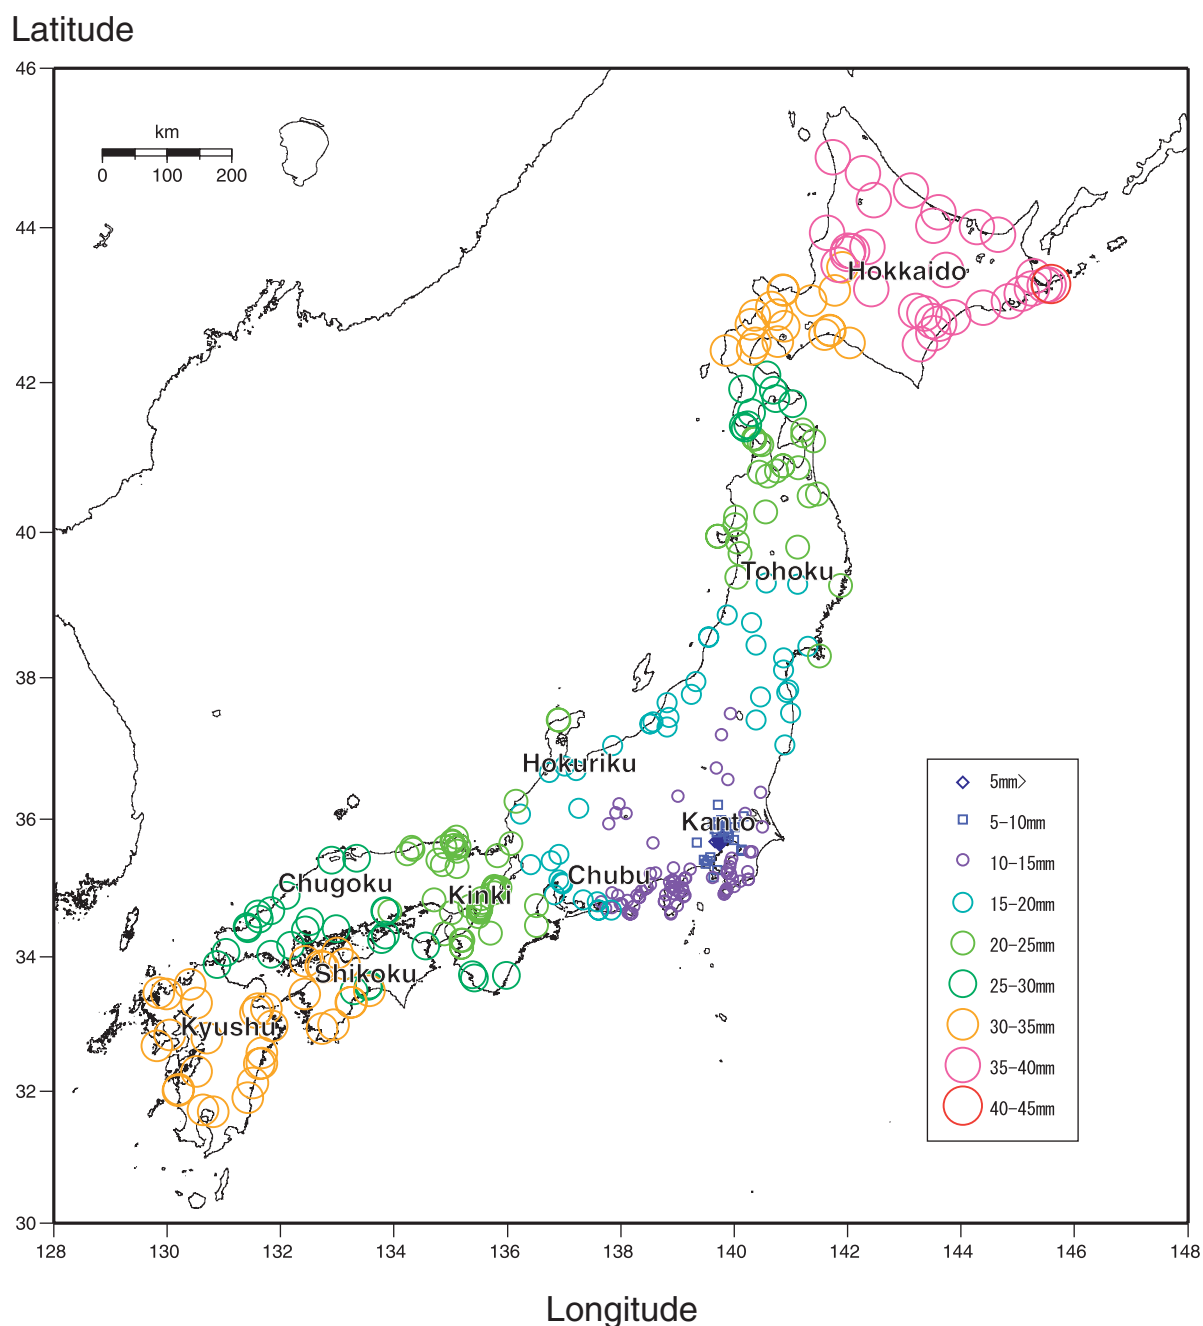 Latitude
46
km
0 100 200
44
Hokkaido
42
40
Tohoku
38
Hokuriku
5mm>
36
Kanto
5-10mm
10-15mm
Chubu
Chugoku
Kinki
15-20mm
20-25mm
34
Shikoku
25-30mm
Kyushu
30-35mm
35-40mm
32
40-45mm
30
128 130 132 134 136 138 140 142 144 146 148
Longitude